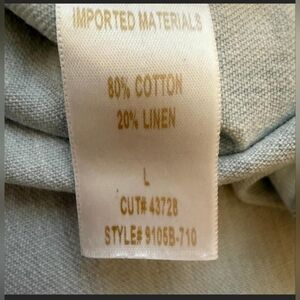 IMPORTED MATERIALS
80% COTTON
20% LINEN
L
CUT# 43728
STYLE# 9105B-710